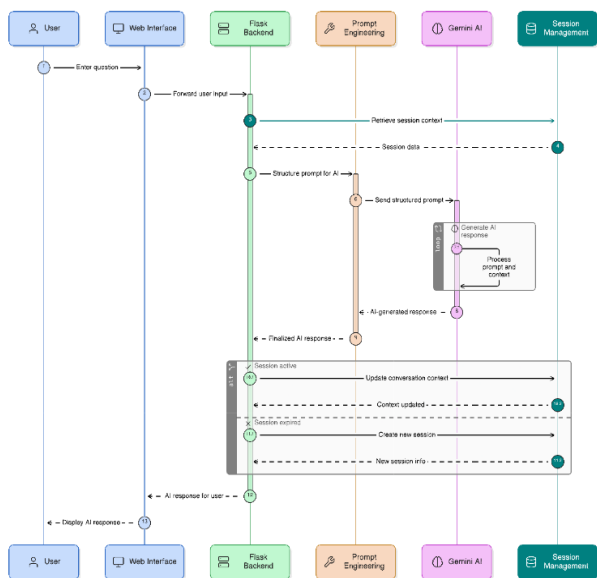 User
Web Interface
Flask
Backend
Prompt
Engineering
Gemini AI
Session
Management
1
Enter question
2
Forward user input
3
Retrieve session context
4
Session data
5
Structure prompt for AI
6
Send structured prompt
loop
Generate AI
response
Process
prompt and
context
AI-generated response
8
Finalized AI response
9
alt
Session active
Update conversation context
Context updated
Session expired
Create new session
New session info
AI response for user
12
Display AI response
13
User
Web Interface
Flask
Backend
Prompt
Engineering
Gemini AI
Session
Management